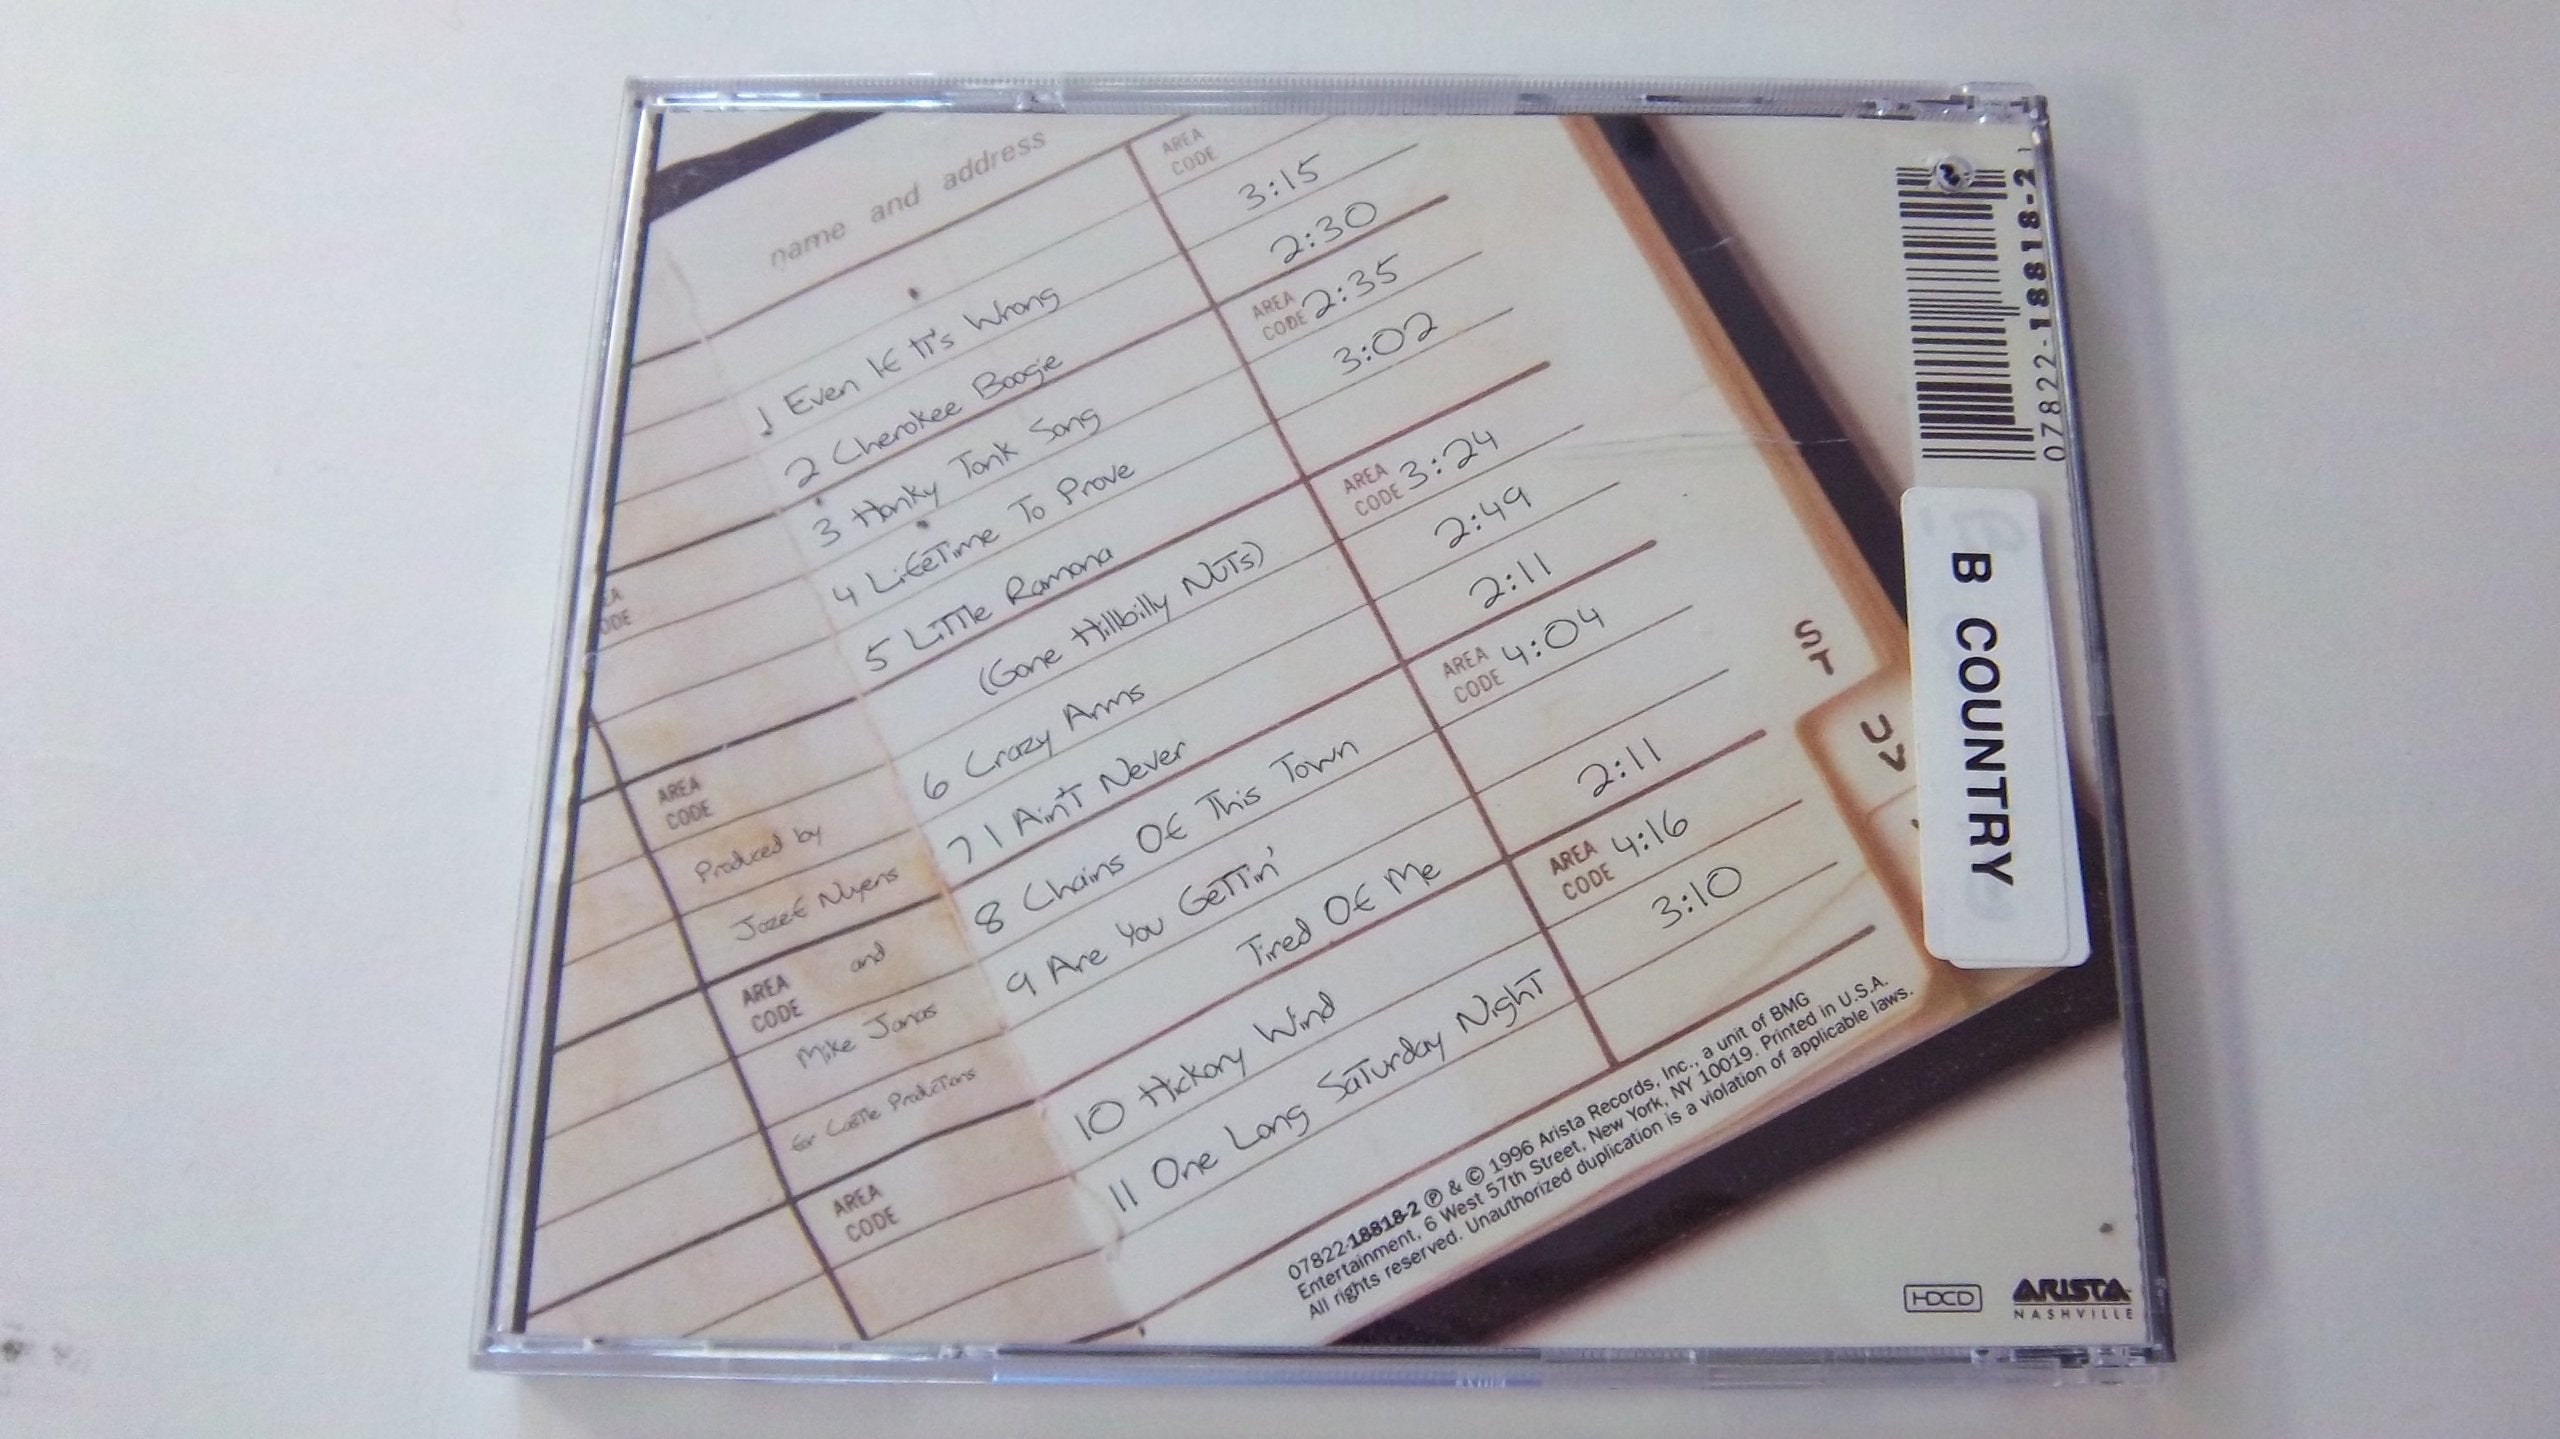 name and address
AREA
CODE
1 Even If It's Wrong 3:15
2 Cherokee Boogie 2:30
3 Honky Tonk Song AREA CODE 2:35
4 Lifetime To Prove 3:02
5 Little Ramona
(Gone Hillbilly Nuts) AREA CODE 3:24
6 Crazy Arms 2:49
7 I Ain't Never 2:11
8 Chains Of This Town AREA CODE 4:04
9 Are You Gettin'
Tired Of Me 2:11
10 Hickory Wind AREA CODE 4:16
11 One Long Saturday Night 3:10
AREA
CODE
Produced by
Jozef Nuyens
AREA
CODE
and
Mike Janas
for Castle Productions
AREA
CODE
S
T
U
V
07822-18818-2 ℗ & © 1996 Arista Records, Inc., a unit of BMG
Entertainment, 6 West 57th Street, New York, NY 10019. Printed in U.S.A.
All rights reserved. Unauthorized duplication is a violation of applicable laws.
07822-18818-2
B COUNTRY
HDCD
ARISTA
NASHVILLE